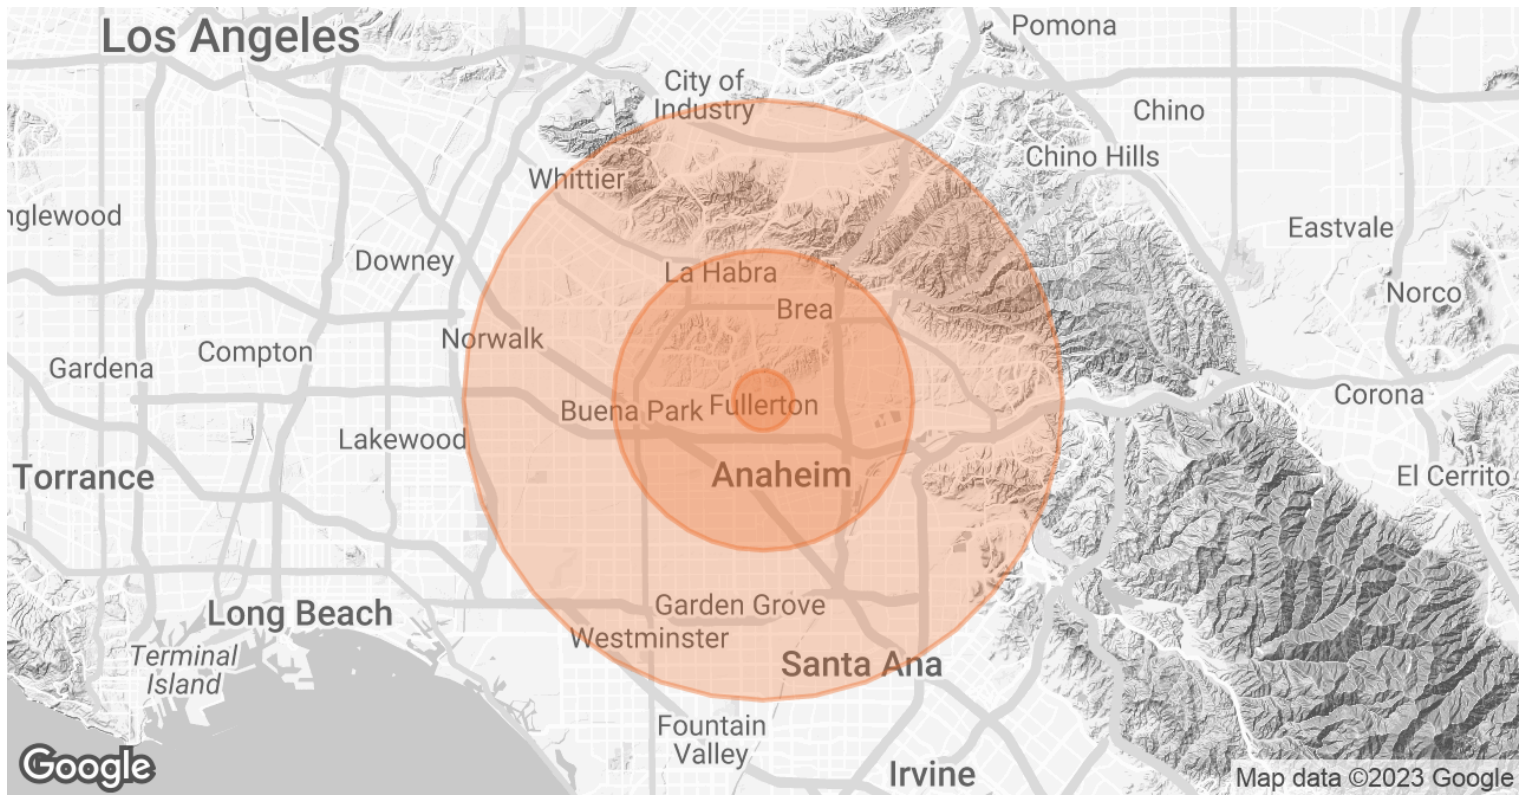 Los Angeles
Pomona
City of
Industry
Chino
Chino Hills
Whittier
nglewood
Eastvale
Downey
La Habra
Norco
Brea
Norwalk
Compton
Gardena
Corona
Buena Park
Fullerton
Lakewood
Anaheim
Torrance
El Cerrito
Garden Grove
Long Beach
Westminster
Terminal
Island
Santa Ana
Fountain
Valley
Irvine
Google
Map data ©2023 Google